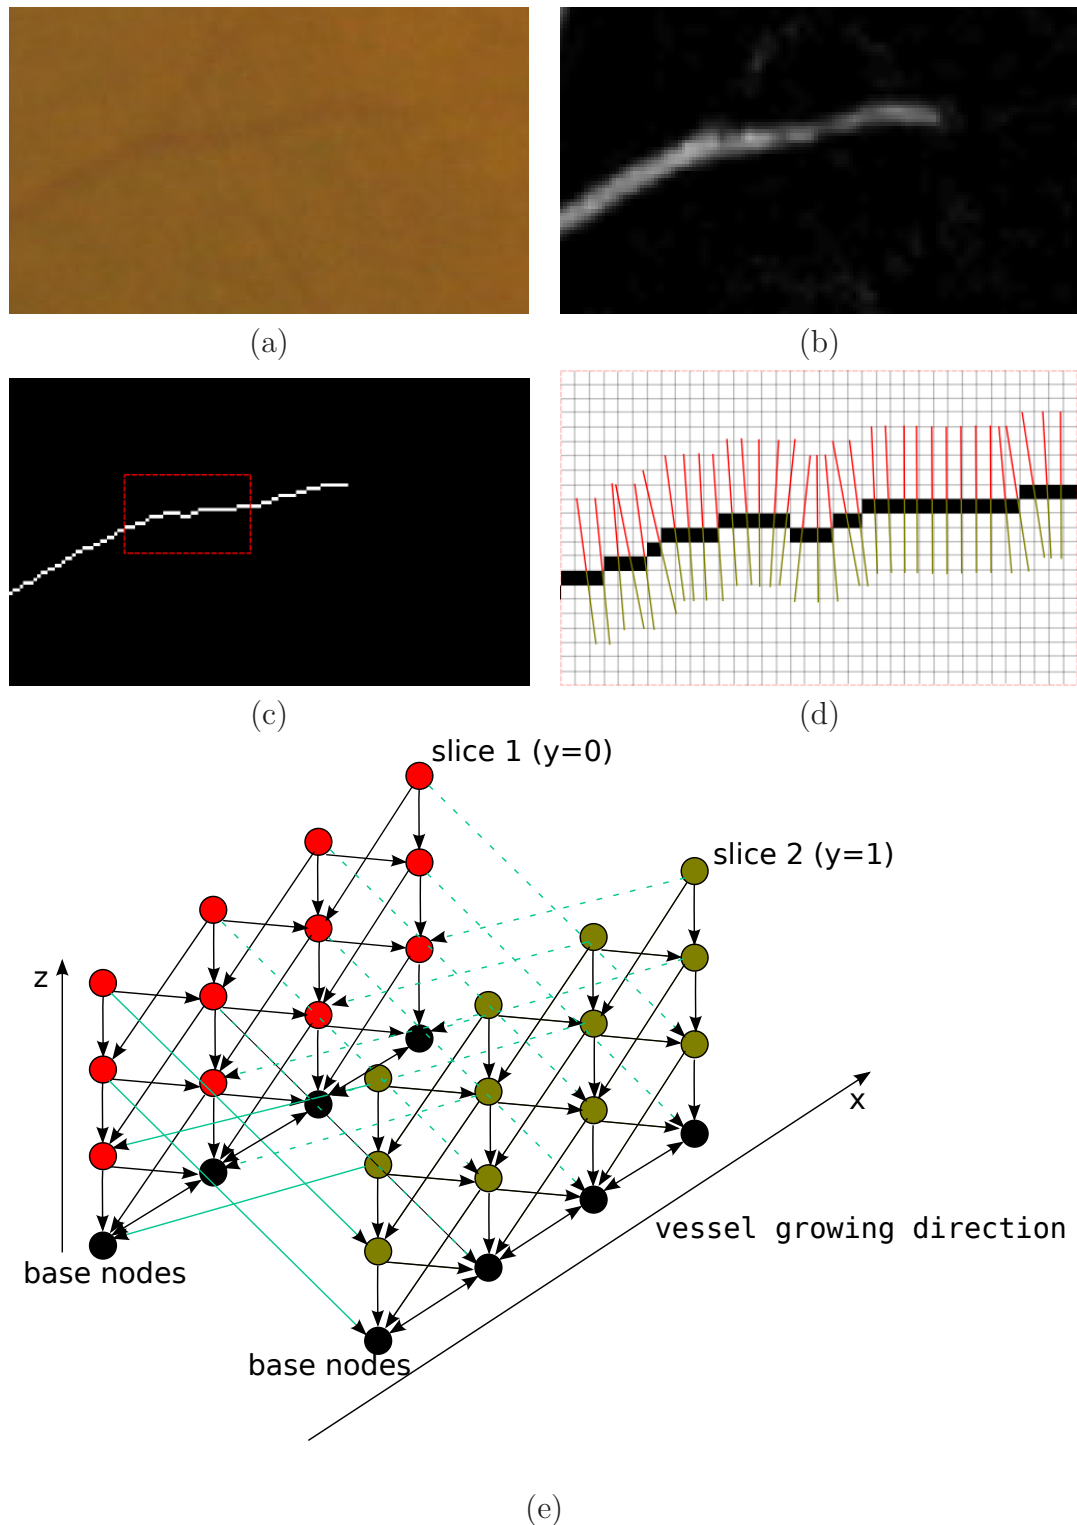 (a)
(b)
(c)
(d)
slice 1 (y=0)
slice 2 (y=1)
z
x
vessel growing direction
base nodes
base nodes
(e)